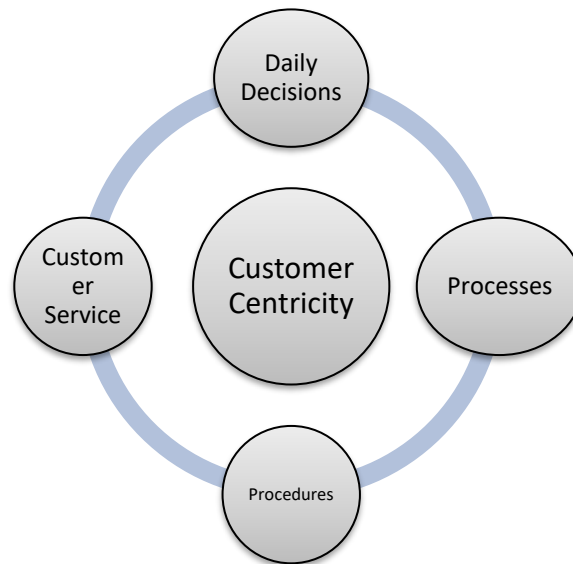 Daily
Decisions
Custom
er
Service
Customer
Centricity
Processes
Procedures